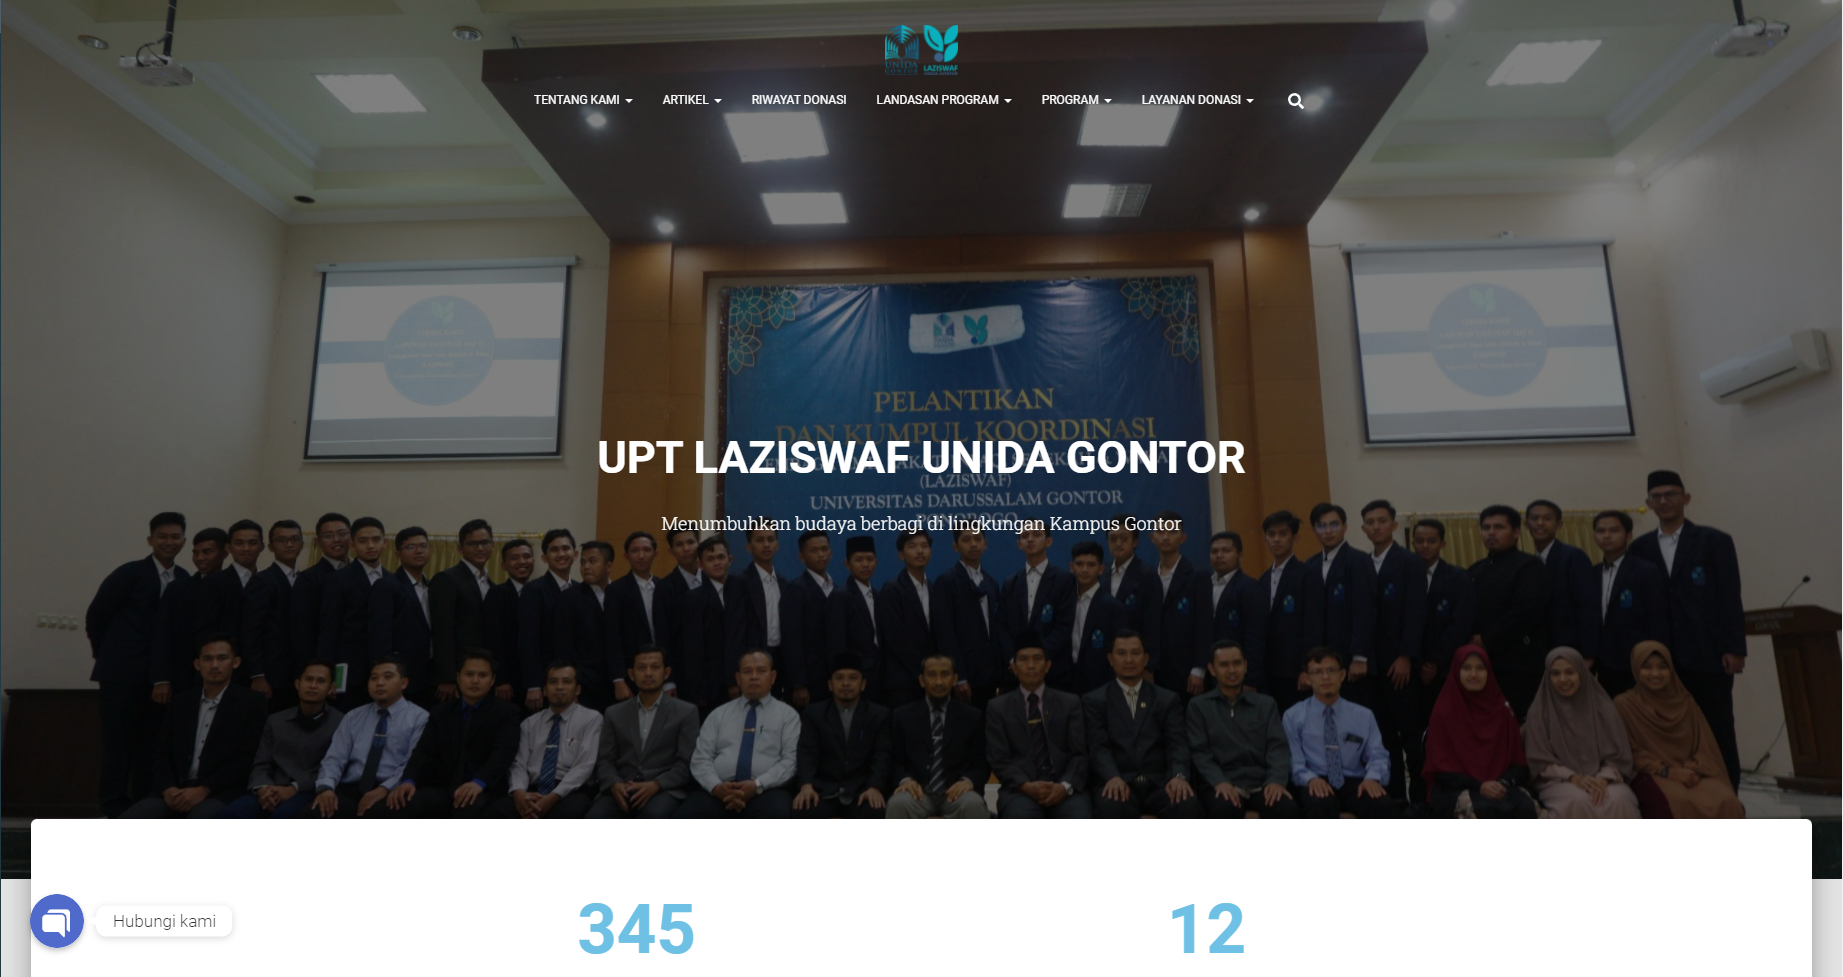 UNIDA
GONTOR
LAZISWAF
TENTANG KAMI
ARTIKEL
RIWAYAT DONASI
LANDASAN PROGRAM
PROGRAM
LAYANAN DONASI
PELANTIKAN
DAN KUMPUL KOORDINASI
UPT LAZISWAF UNIDA GONTOR
(LAZISWAF)
UNIVERSITAS DARUSSALAM GONTOR
Menumbuhkan budaya berbagi di lingkungan Kampus Gontor
345
12
Hubungi kami